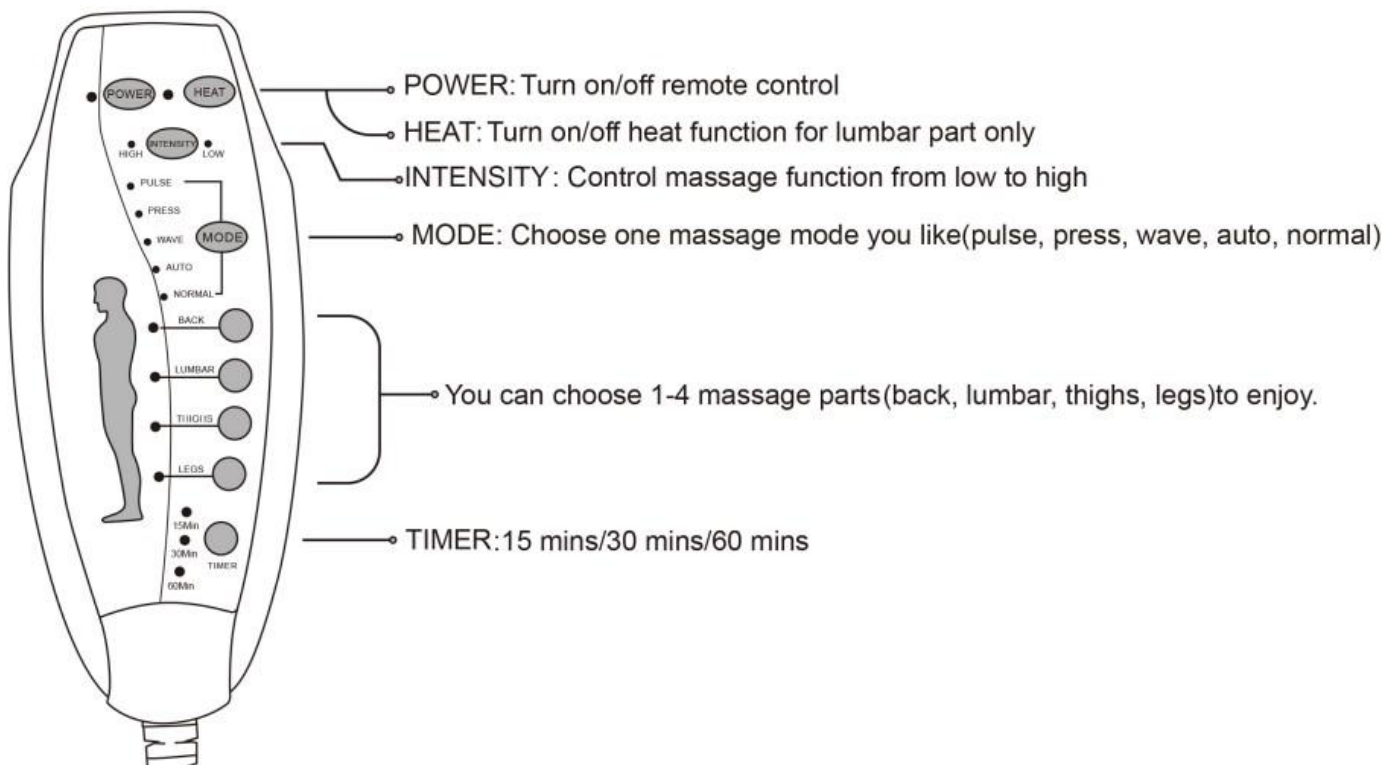 POWER
HEAT
POWER: Turn on/off remote control
HEAT: Turn on/off heat function for lumbar part only
HIGH
INTENSITY
LOW
INTENSITY: Control massage function from low to high
PULSE
PRESS
WAVE
MODE
AUTO
NORMAL
MODE: Choose one massage mode you like(pulse, press, wave, auto, normal)
BACK
LUMBAR
THIGHS
LEGS
You can choose 1-4 massage parts(back, lumbar, thighs, legs)to enjoy.
15Min
30Min
60Min
TIMER
TIMER:15 mins/30 mins/60 mins